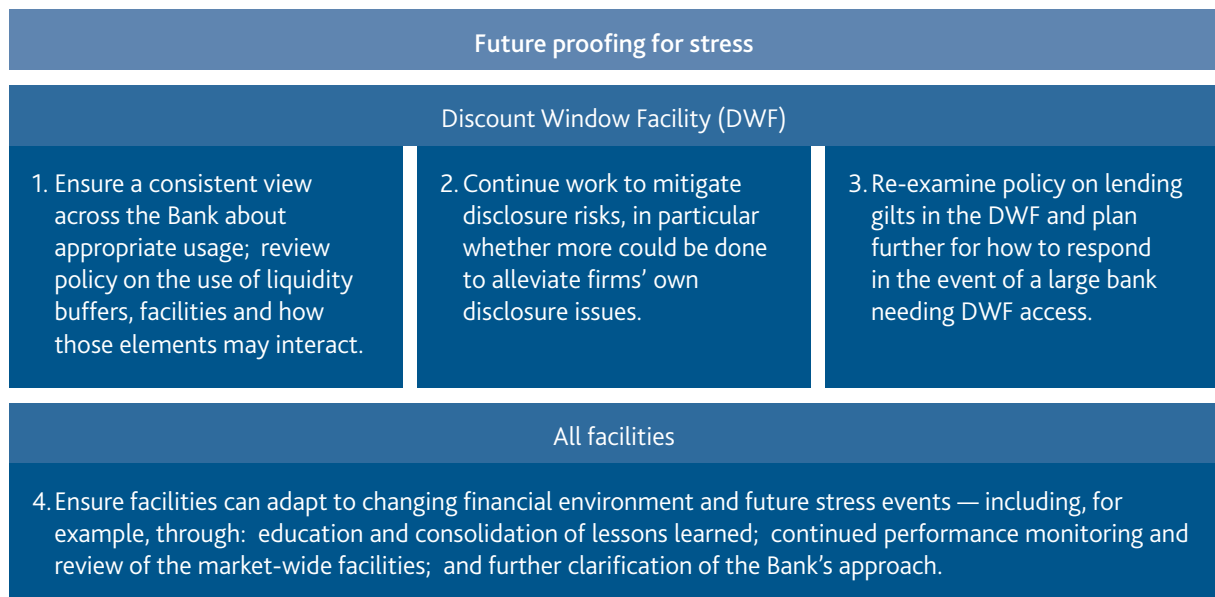 Future proofing for stress
Discount Window Facility (DWF)
1. Ensure a consistent view
across the Bank about
appropriate usage; review
policy on the use of liquidity
buffers, facilities and how
those elements may interact.
2. Continue work to mitigate
disclosure risks, in particular
whether more could be done
to alleviate firms’ own
disclosure issues.
3. Re-examine policy on lending
gilts in the DWF and plan
further for how to respond
in the event of a large bank
needing DWF access.
All facilities
4. Ensure facilities can adapt to changing financial environment and future stress events — including, for
example, through: education and consolidation of lessons learned; continued performance monitoring and
review of the market-wide facilities; and further clarification of the Bank’s approach.